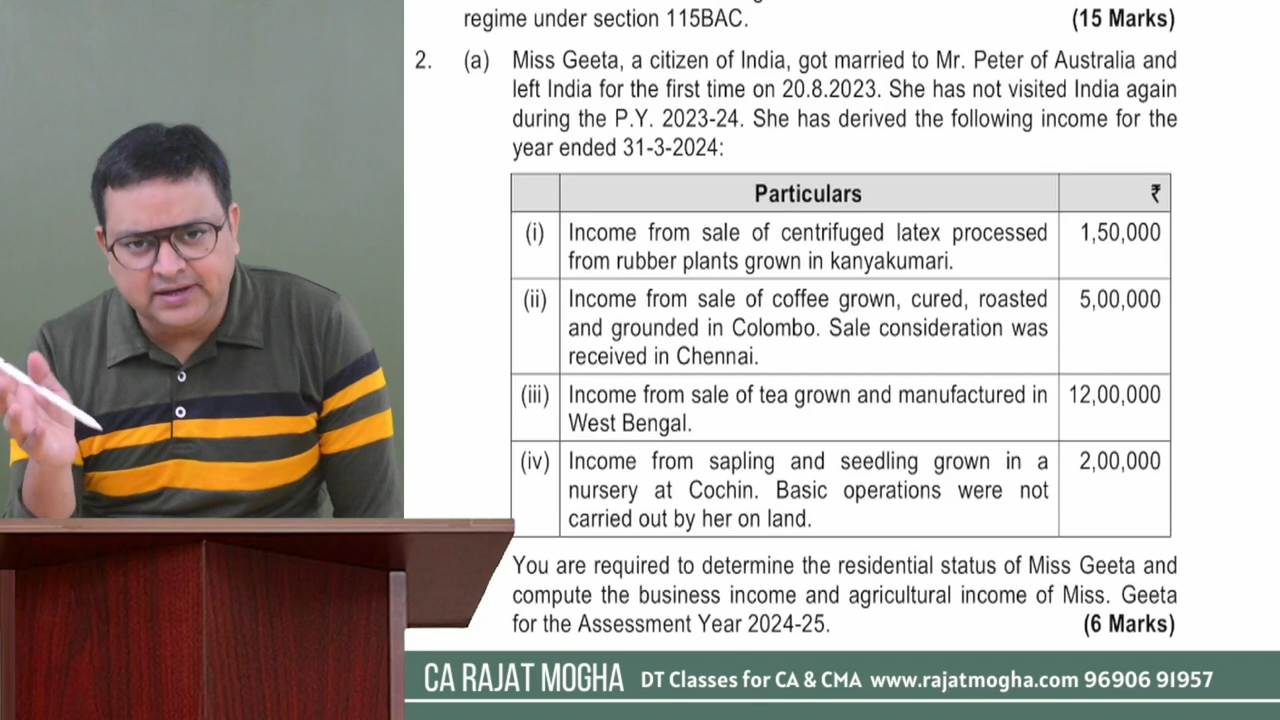 regime under section 115BAC. (15 Marks)
2. (a) Miss Geeta, a citizen of India, got married to Mr. Peter of Australia and
left India for the first time on 20.8.2023. She has not visited India again
during the P.Y. 2023-24. She has derived the following income for the
year ended 31-3-2024:
Particulars ₹
(i) Income from sale of centrifuged latex processed 1,50,000
from rubber plants grown in kanyakumari.
(ii) Income from sale of coffee grown, cured, roasted 5,00,000
and grounded in Colombo. Sale consideration was
received in Chennai.
(iii) Income from sale of tea grown and manufactured in 12,00,000
West Bengal.
(iv) Income from sapling and seedling grown in a 2,00,000
nursery at Cochin. Basic operations were not
carried out by her on land.
You are required to determine the residential status of Miss Geeta and
compute the business income and agricultural income of Miss. Geeta
for the Assessment Year 2024-25. (6 Marks)
CA RAJAT MOGHA DT Classes for CA & CMA www.rajatmogha.com 96906 91957